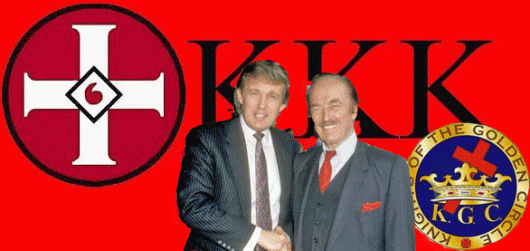 KKK
KNIGHTS OF THE GOLDEN CIRCLE
K.G.C.